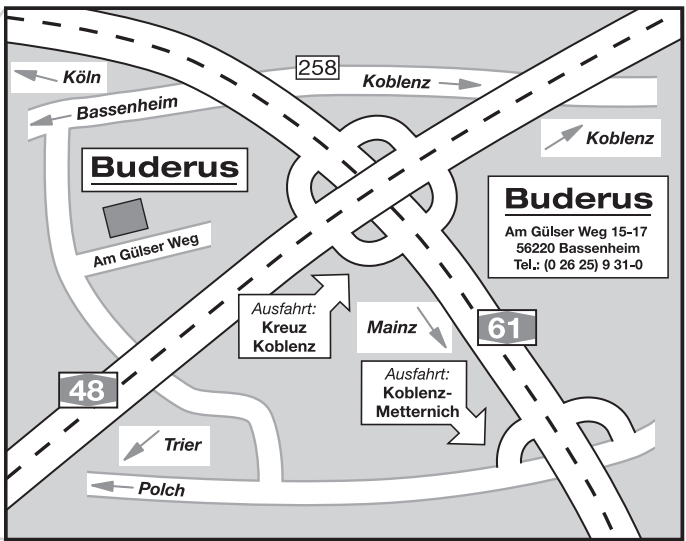 258
Köln
Koblenz
Bassenheim
Koblenz
Buderus
Buderus
Am Gülser Weg 15-17
56220 Bassenheim
Tel.: (0 26 25) 9 31-0
Am Gülser Weg
Ausfahrt:
Kreuz
Koblenz
Mainz
61
Ausfahrt:
Koblenz-
Metternich
48
Trier
Polch